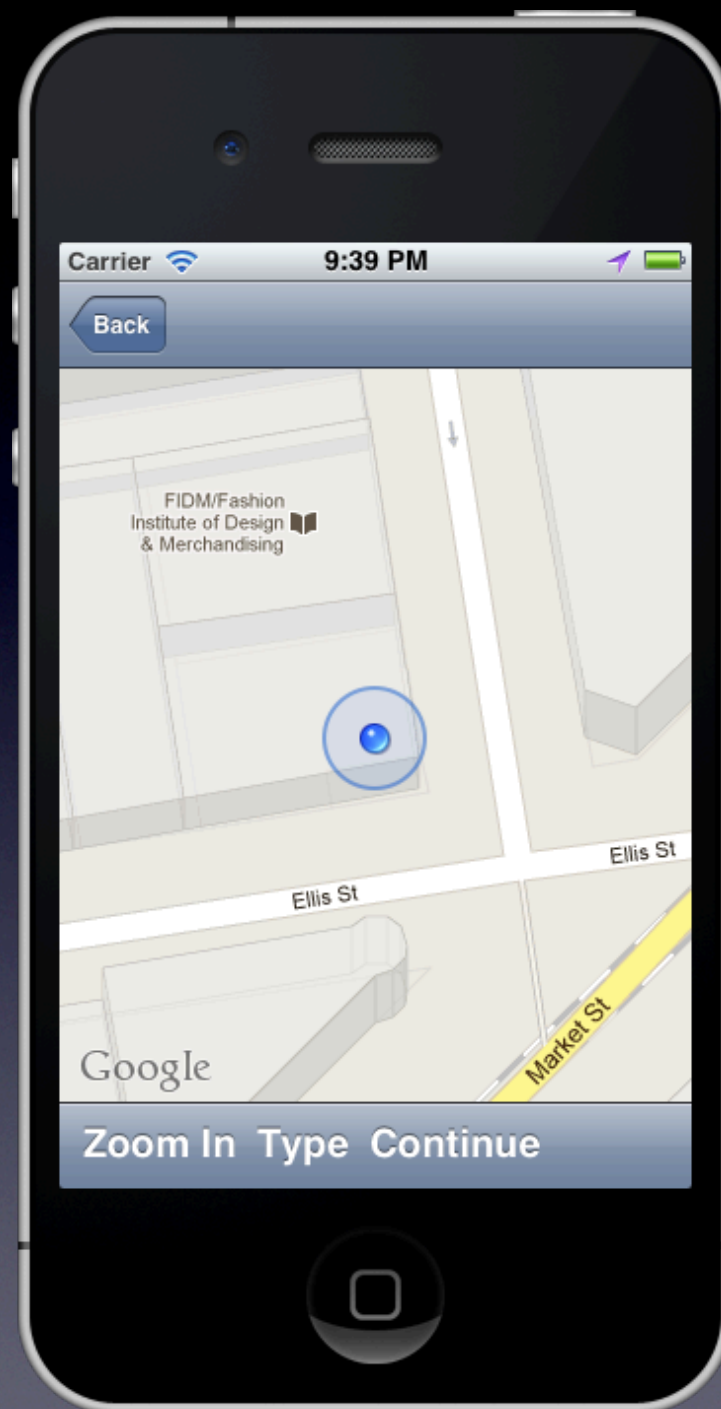 Carrier 9:39 PM
Back
FIDM/Fashion
Institute of Design
& Merchandising
Ellis St
Ellis St
Market St
Google
Zoom In Type Continue